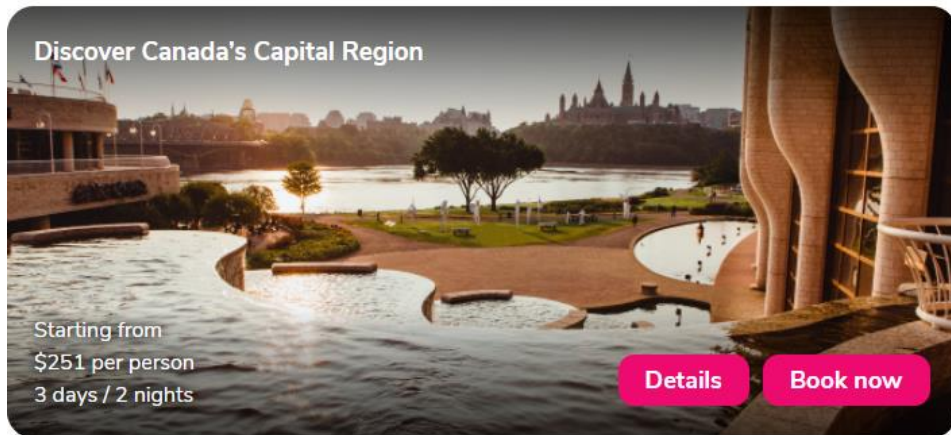 Discover Canada's Capital Region
Starting from
$251 per person
3 days / 2 nights
Details
Book now